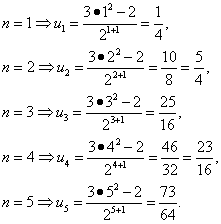 n = 1 ⇒ u₁ = (3●1² − 2)/2¹⁺¹ = 1/4,
n = 2 ⇒ u₂ = (3●2² − 2)/2²⁺¹ = 10/8 = 5/4,
n = 3 ⇒ u₃ = (3●3² − 2)/2³⁺¹ = 25/16,
n = 4 ⇒ u₄ = (3●4² − 2)/2⁴⁺¹ = 46/32 = 23/16,
n = 5 ⇒ u₅ = (3●5² − 2)/2⁵⁺¹ = 73/64.